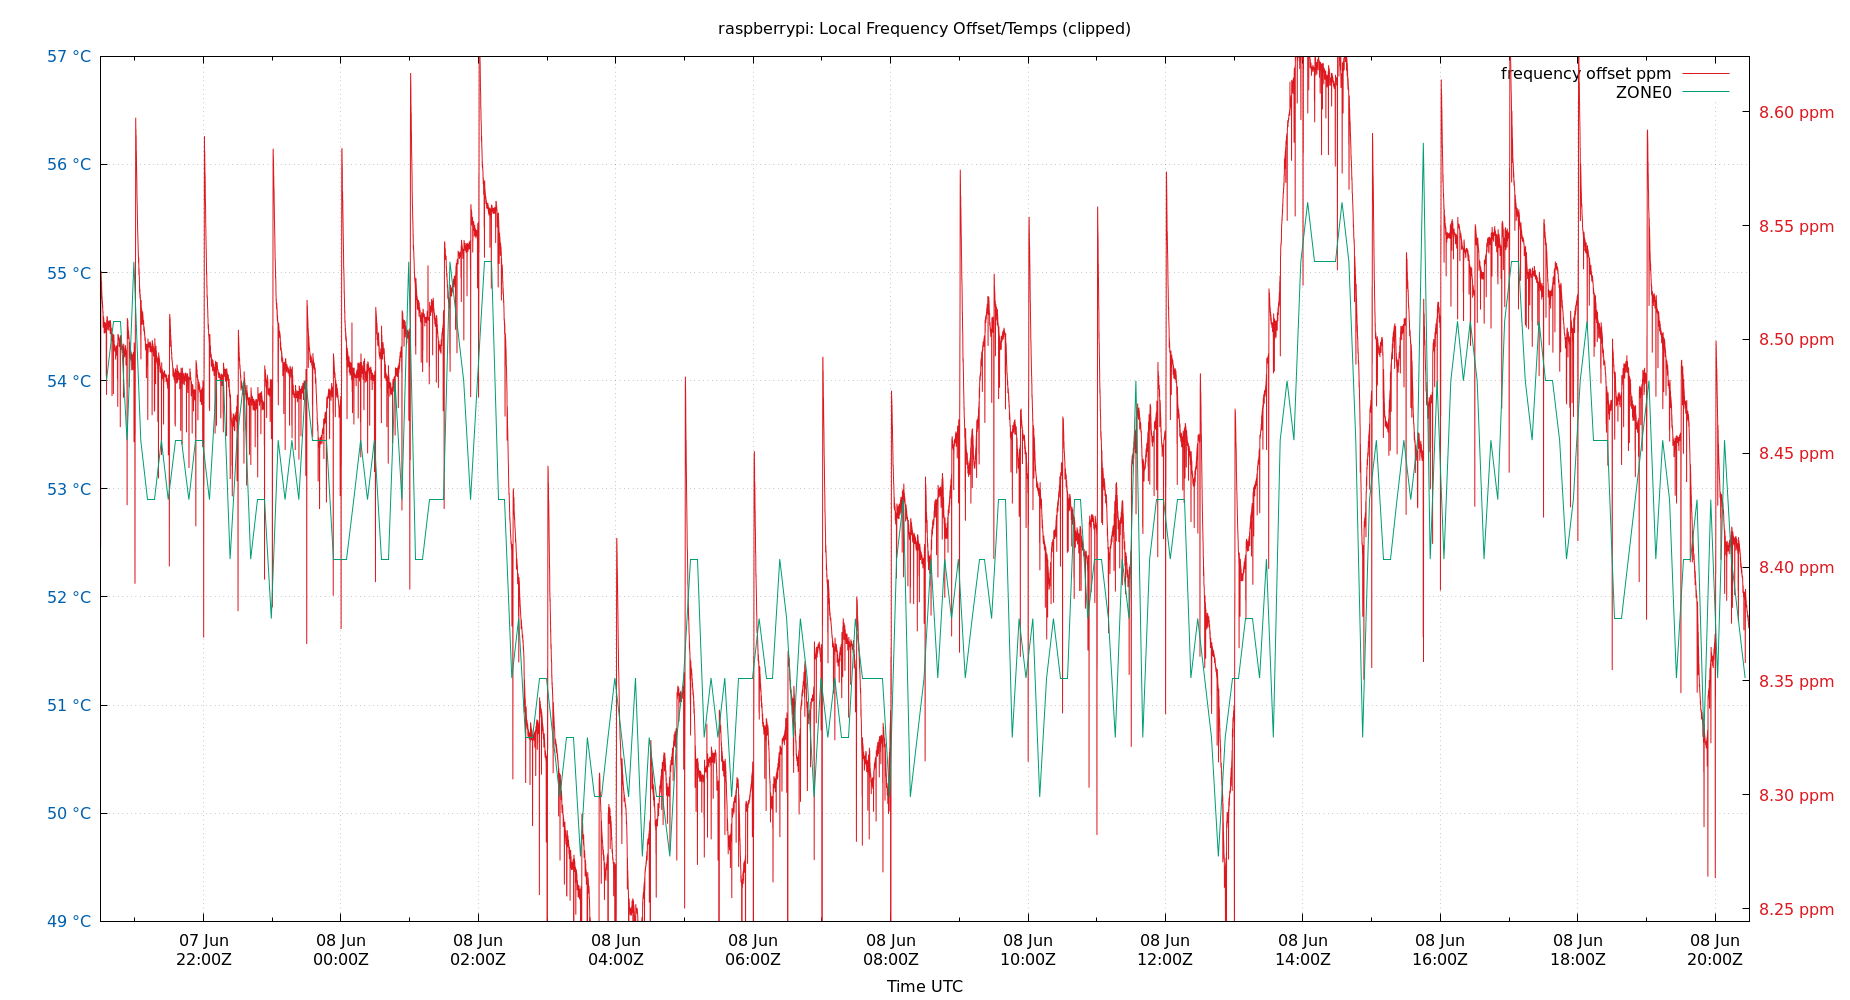 raspberrypi: Local Frequency Offset/Temps (clipped)
57 °C
56 °C
55 °C
54 °C
53 °C
52 °C
51 °C
50 °C
49 °C
frequency offset ppm
ZONE0
8.60 ppm
8.55 ppm
8.50 ppm
8.45 ppm
8.40 ppm
8.35 ppm
8.30 ppm
8.25 ppm
07 Jun 08 Jun 08 Jun 08 Jun 08 Jun 08 Jun 08 Jun 08 Jun 08 Jun 08 Jun 08 Jun 08 Jun
22:00Z 00:00Z 02:00Z 04:00Z 06:00Z 08:00Z 10:00Z 12:00Z 14:00Z 16:00Z 18:00Z 20:00Z
Time UTC